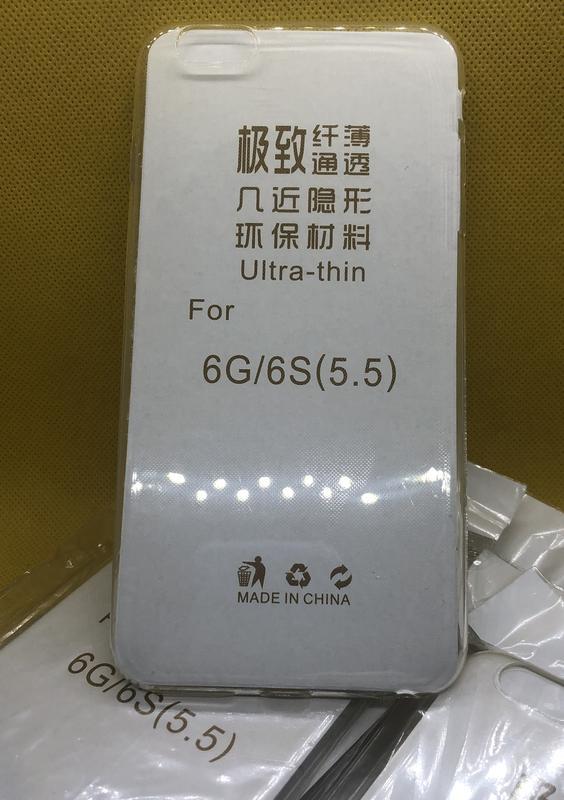 极致纤薄
通透
几近隐形
环保材料
Ultra-thin
For
6G/6S(5.5)
MADE IN CHINA
6G/6S(5.5)